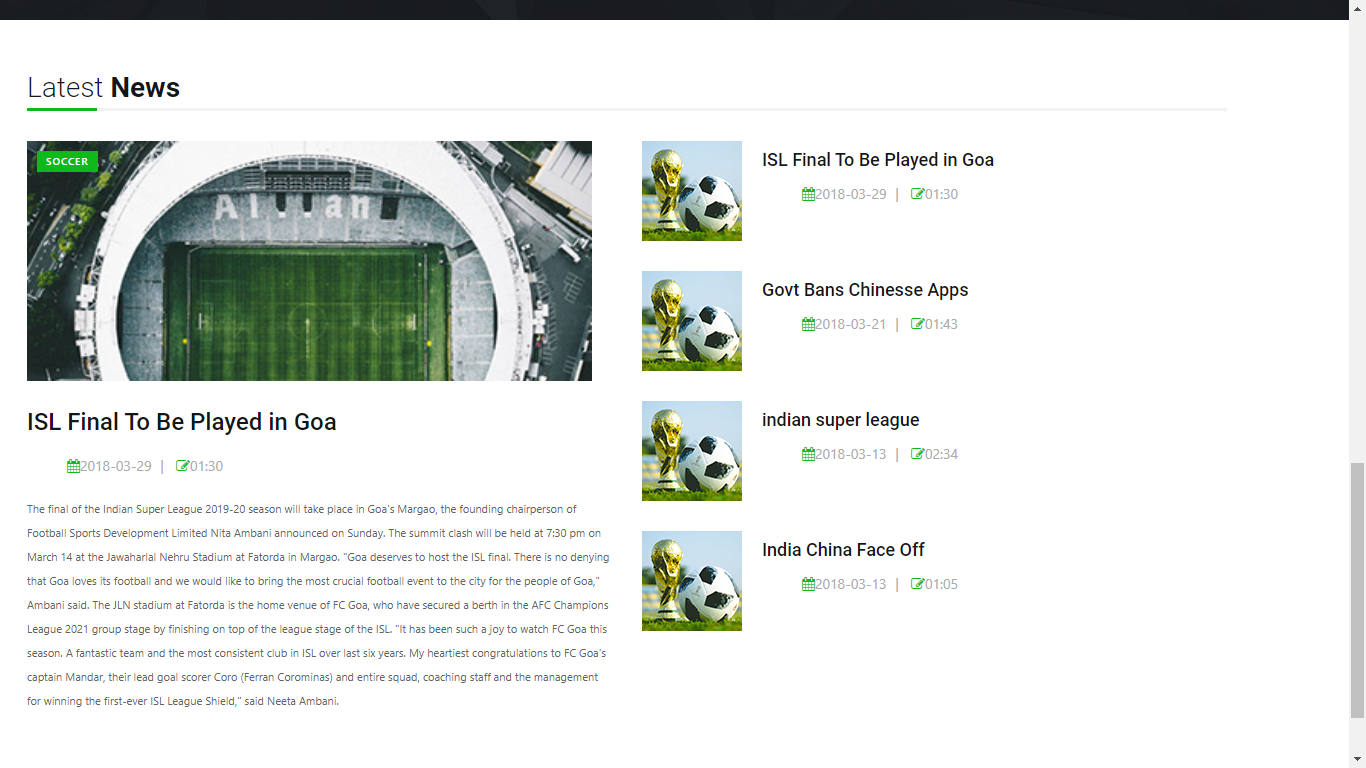 Latest News
SOCCER
ISL Final To Be Played in Goa
2018-03-29 | 01:30
The final of the Indian Super League 2019-20 season will take place in Goa's Margao, the founding chairperson of
Football Sports Development Limited Nita Ambani announced on Sunday. The summit clash will be held at 7:30 pm on
March 14 at the Jawaharlal Nehru Stadium at Fatorda in Margao. "Goa deserves to host the ISL final. There is no denying
that Goa loves its football and we would like to bring the most crucial football event to the city for the people of Goa,"
Ambani said. The JLN stadium at Fatorda is the home venue of FC Goa, who have secured a berth in the AFC Champions
League 2021 group stage by finishing on top of the league stage of the ISL. "It has been such a joy to watch FC Goa this
season. A fantastic team and the most consistent club in ISL over last six years. My heartiest congratulations to FC Goa's
captain Mandar, their lead goal scorer Coro (Ferran Corominas) and entire squad, coaching staff and the management
for winning the first-ever ISL League Shield," said Neeta Ambani.
ISL Final To Be Played in Goa
2018-03-29 | 01:30
Govt Bans Chinesse Apps
2018-03-21 | 01:43
indian super league
2018-03-13 | 02:34
India China Face Off
2018-03-13 | 01:05